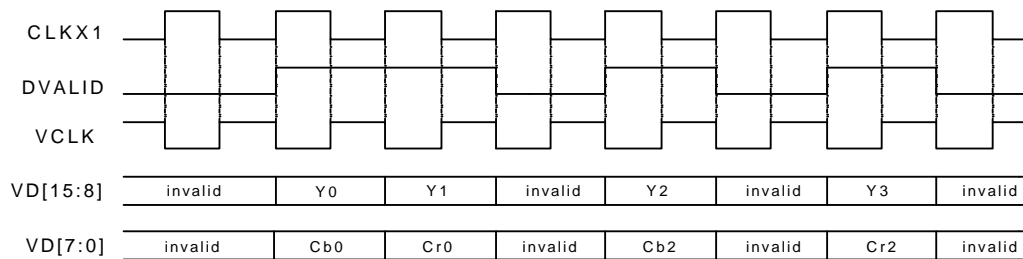 CLKX1
DVALID
VCLK
VD[15:8] invalid Y0 Y1 invalid Y2 invalid Y3 invalid
VD[7:0] invalid Cb0 Cr0 invalid Cb2 invalid Cr2 invalid